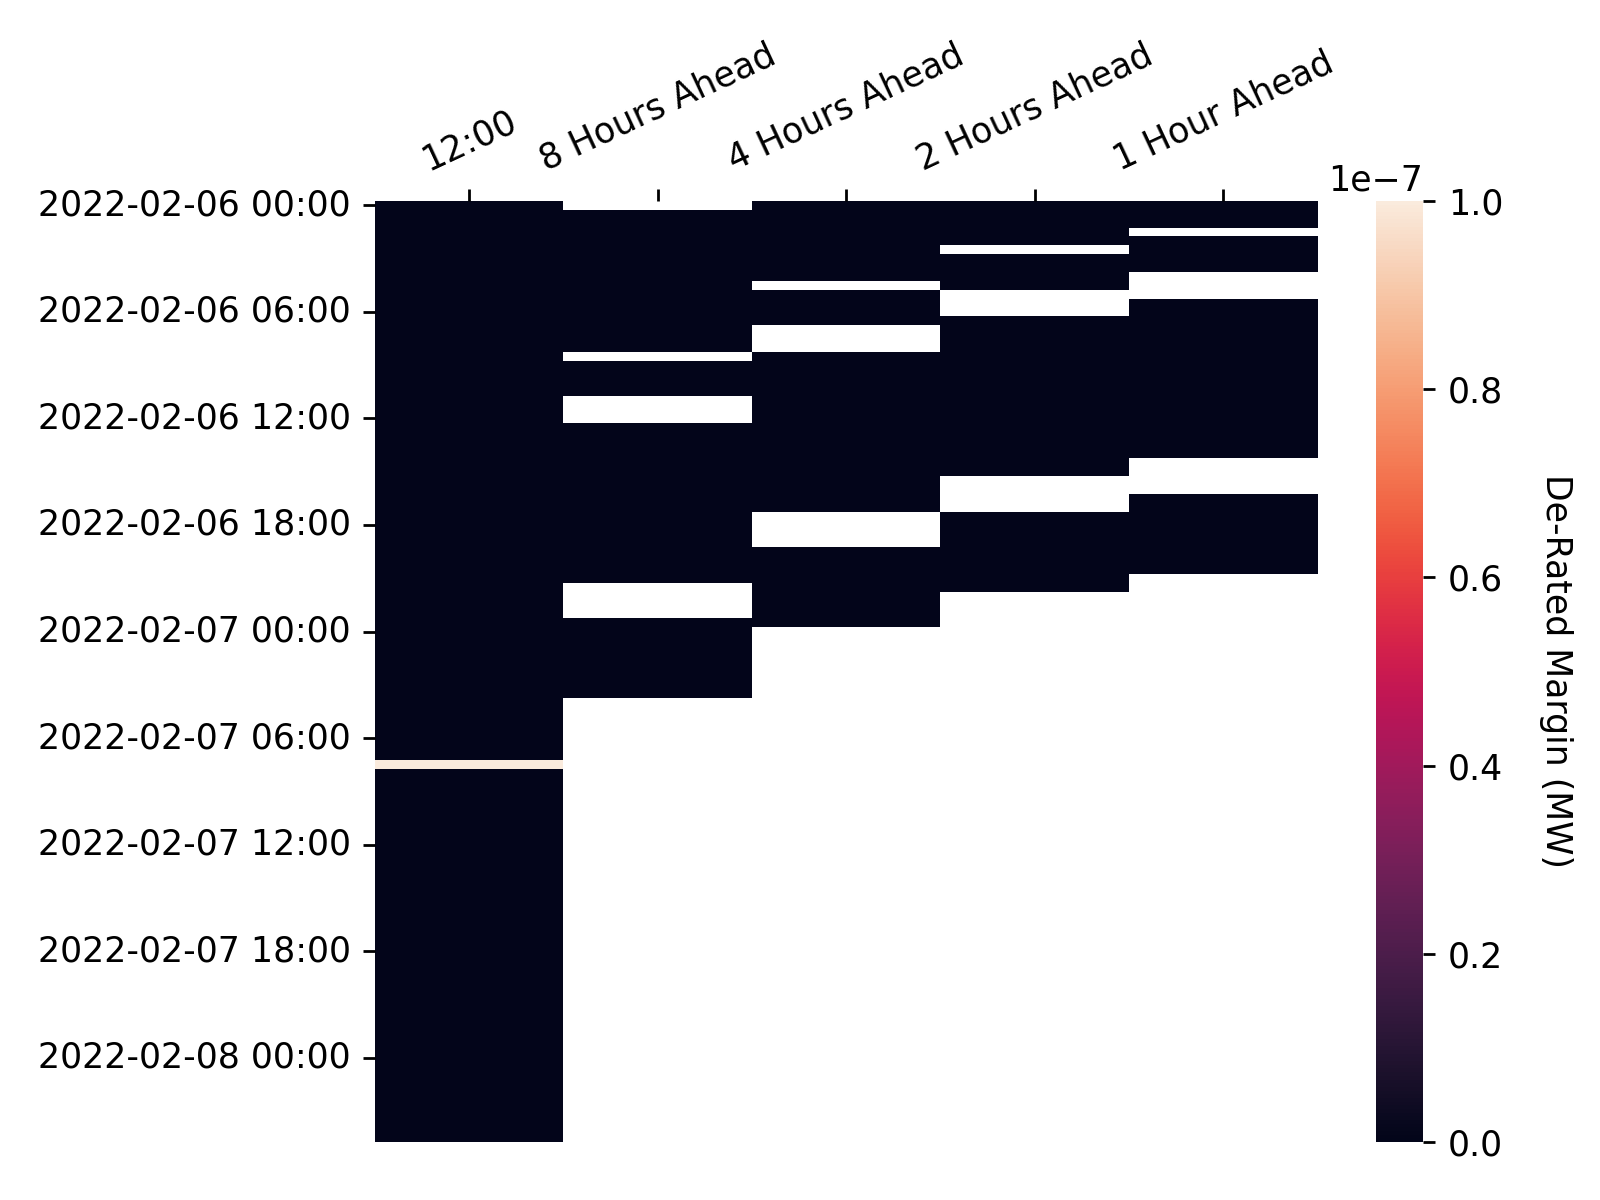 12:00
8 Hours Ahead
4 Hours Ahead
2 Hours Ahead
1 Hour Ahead
2022-02-06 00:00
2022-02-06 06:00
2022-02-06 12:00
2022-02-06 18:00
2022-02-07 00:00
2022-02-07 06:00
2022-02-07 12:00
2022-02-07 18:00
2022-02-08 00:00
1e−7
1.0
0.8
0.6
0.4
0.2
0.0
De-Rated Margin (MW)